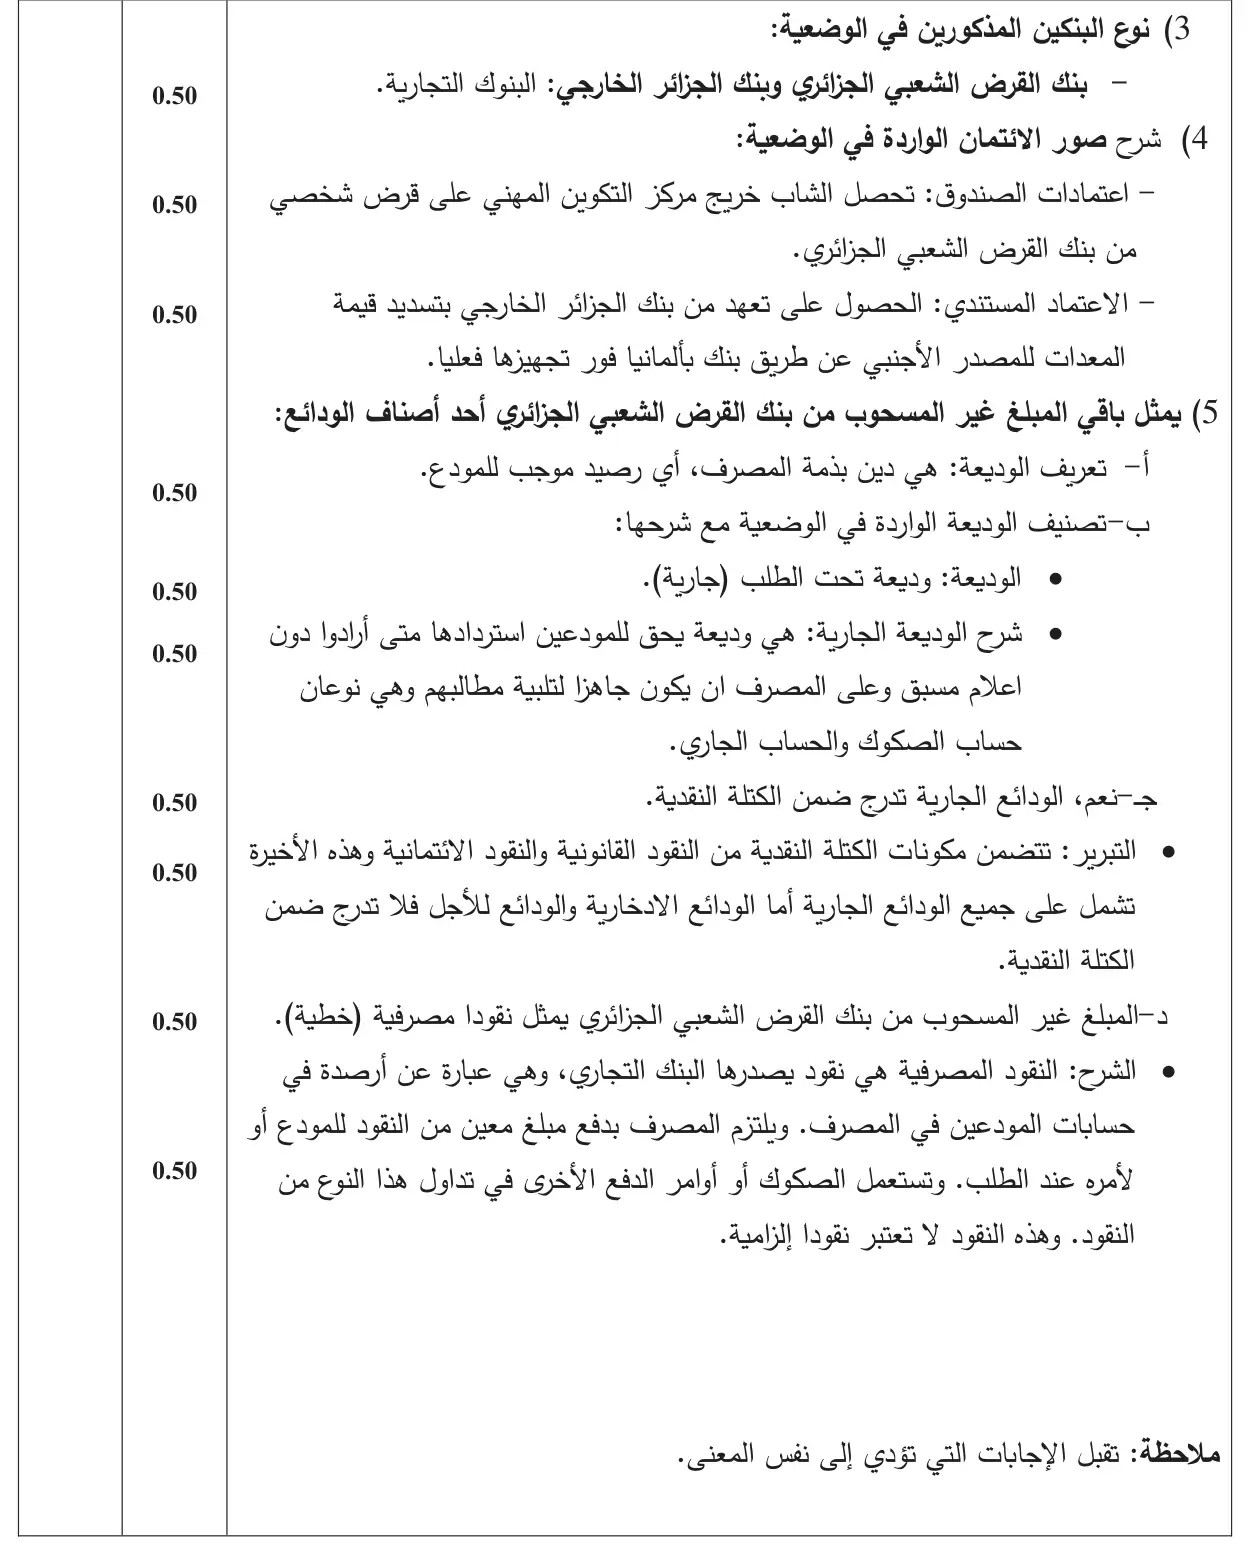 3) نوع البنكين المذكورين في الوضعية:
- بنك القرض الشعبي الجزائري وبنك الجزائر الخارجي: البنوك التجارية.
0.50
4) شرح صور الائتمان الواردة في الوضعية:
- اعتمادات الصندوق: تحصل الشاب خريج مركز التكوين المهني على قرض شخصي
0.50
من بنك القرض الشعبي الجزائري.
- الاعتماد المستندي: الحصول على تعهد من بنك الجزائر الخارجي بتسديد قيمة
0.50
المعدات للمصدر الأجنبي عن طريق بنك بألمانيا فور تجهيزها فعليا.
5) يمثل باقي المبلغ غير المسحوب من بنك القرض الشعبي الجزائري أحد أصناف الودائع:
أ- تعريف الوديعة: هي دين بذمة المصرف، أي رصيد موجب للمودع.
0.50
ب-تصنيف الوديعة الواردة في الوضعية مع شرحها:
• الوديعة: وديعة تحت الطلب (جارية).
0.50
• شرح الوديعة الجارية: هي وديعة يحق للمودعين استردادها متى أرادوا دون
0.50
اعلام مسبق وعلى المصرف ان يكون جاهزا لتلبية مطالبهم وهي نوعان
حساب الصكوك والحساب الجاري.
جـ-نعم، الودائع الجارية تدرج ضمن الكتلة النقدية.
0.50
• التبرير: تتضمن مكونات الكتلة النقدية من النقود القانونية والنقود الائتمانية وهذه الأخيرة
0.50
تشمل على جميع الودائع الجارية أما الودائع الادخارية والودائع للأجل فلا تدرج ضمن
الكتلة النقدية.
د-المبلغ غير المسحوب من بنك القرض الشعبي الجزائري يمثل نقودا مصرفية (خطية).
0.50
• الشرح: النقود المصرفية هي نقود يصدرها البنك التجاري، وهي عبارة عن أرصدة في
حسابات المودعين في المصرف. ويلتزم المصرف بدفع مبلغ معين من النقود للمودع أو
لأمره عند الطلب. وتستعمل الصكوك أو أوامر الدفع الأخرى في تداول هذا النوع من
0.50
النقود. وهذه النقود لا تعتبر نقودا إلزامية.
ملاحظة: تقبل الإجابات التي تؤدي إلى نفس المعنى.